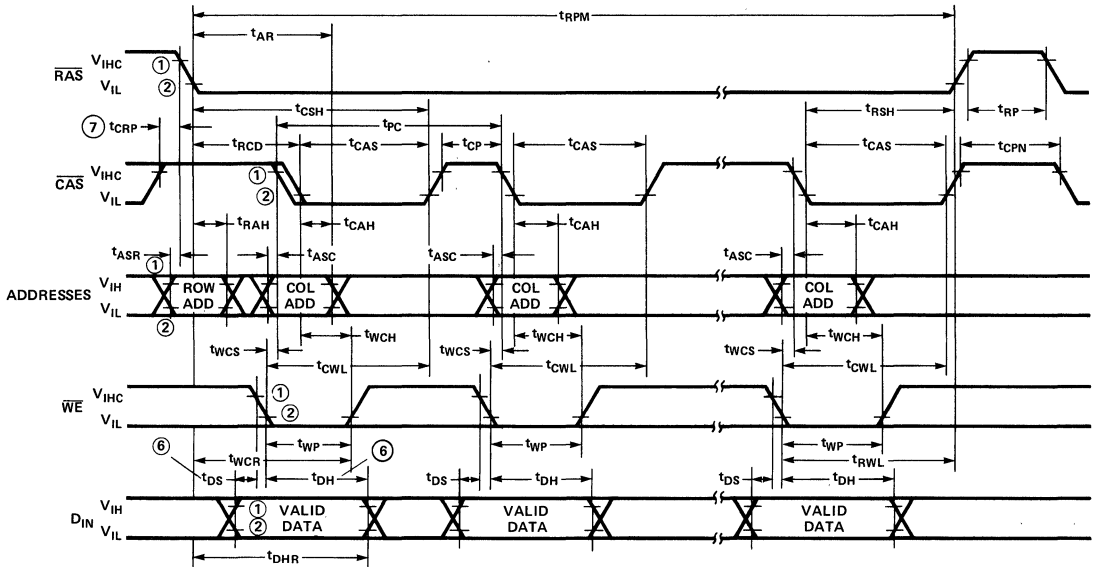 tRPM
tAR
RAS VIHC ①
VIL ②
tCSH tRSH tRP
⑦ tCRP tPC
tRCD tCAS tCP tCAS tCAS tCPN
CAS VIHC ①
VIL ②
tRAH tCAH tCAH tCAH
tASR tASC tASC tASC
①
ADDRESSES VIH ROW ADD COL ADD COL ADD COL ADD
VIL
②
tWCH tWCH tWCH
tWCS tWCS tWCS
tCWL tCWL tCWL
WE VIHC ①
VIL ②
tWP tWP tWP
⑥ tWCR ⑥ tRWL
tDS tDH tDS tDH tDS tDH
DIN VIH ① VALID DATA VALID DATA VALID DATA
VIL ②
tDHR